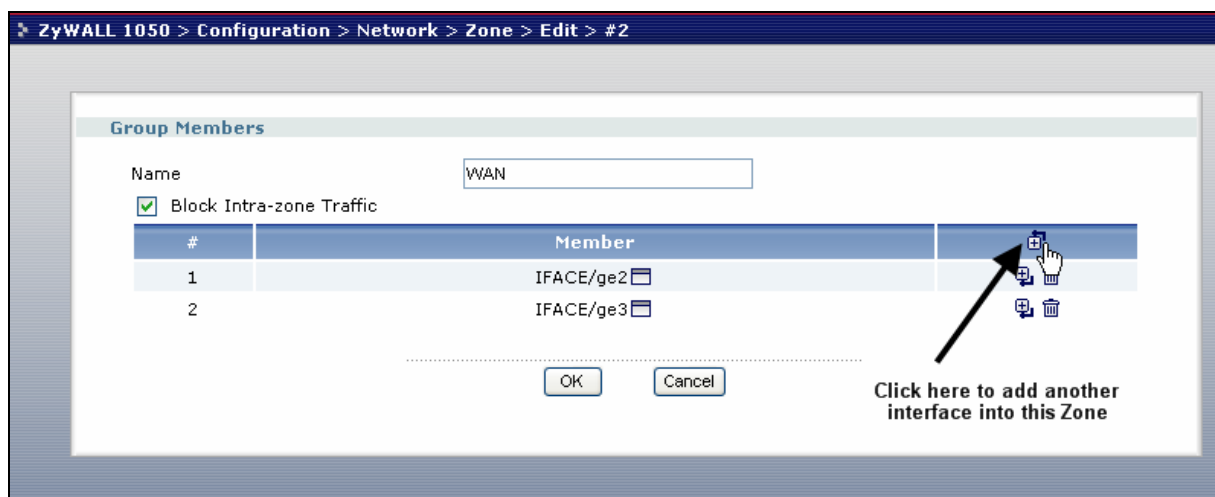 ZyWALL 1050 > Configuration > Network > Zone > Edit > #2
Group Members
Name WAN
Block Intra-zone Traffic
# Member
1 IFACE/ge2
2 IFACE/ge3
OK Cancel
Click here to add another
interface into this Zone